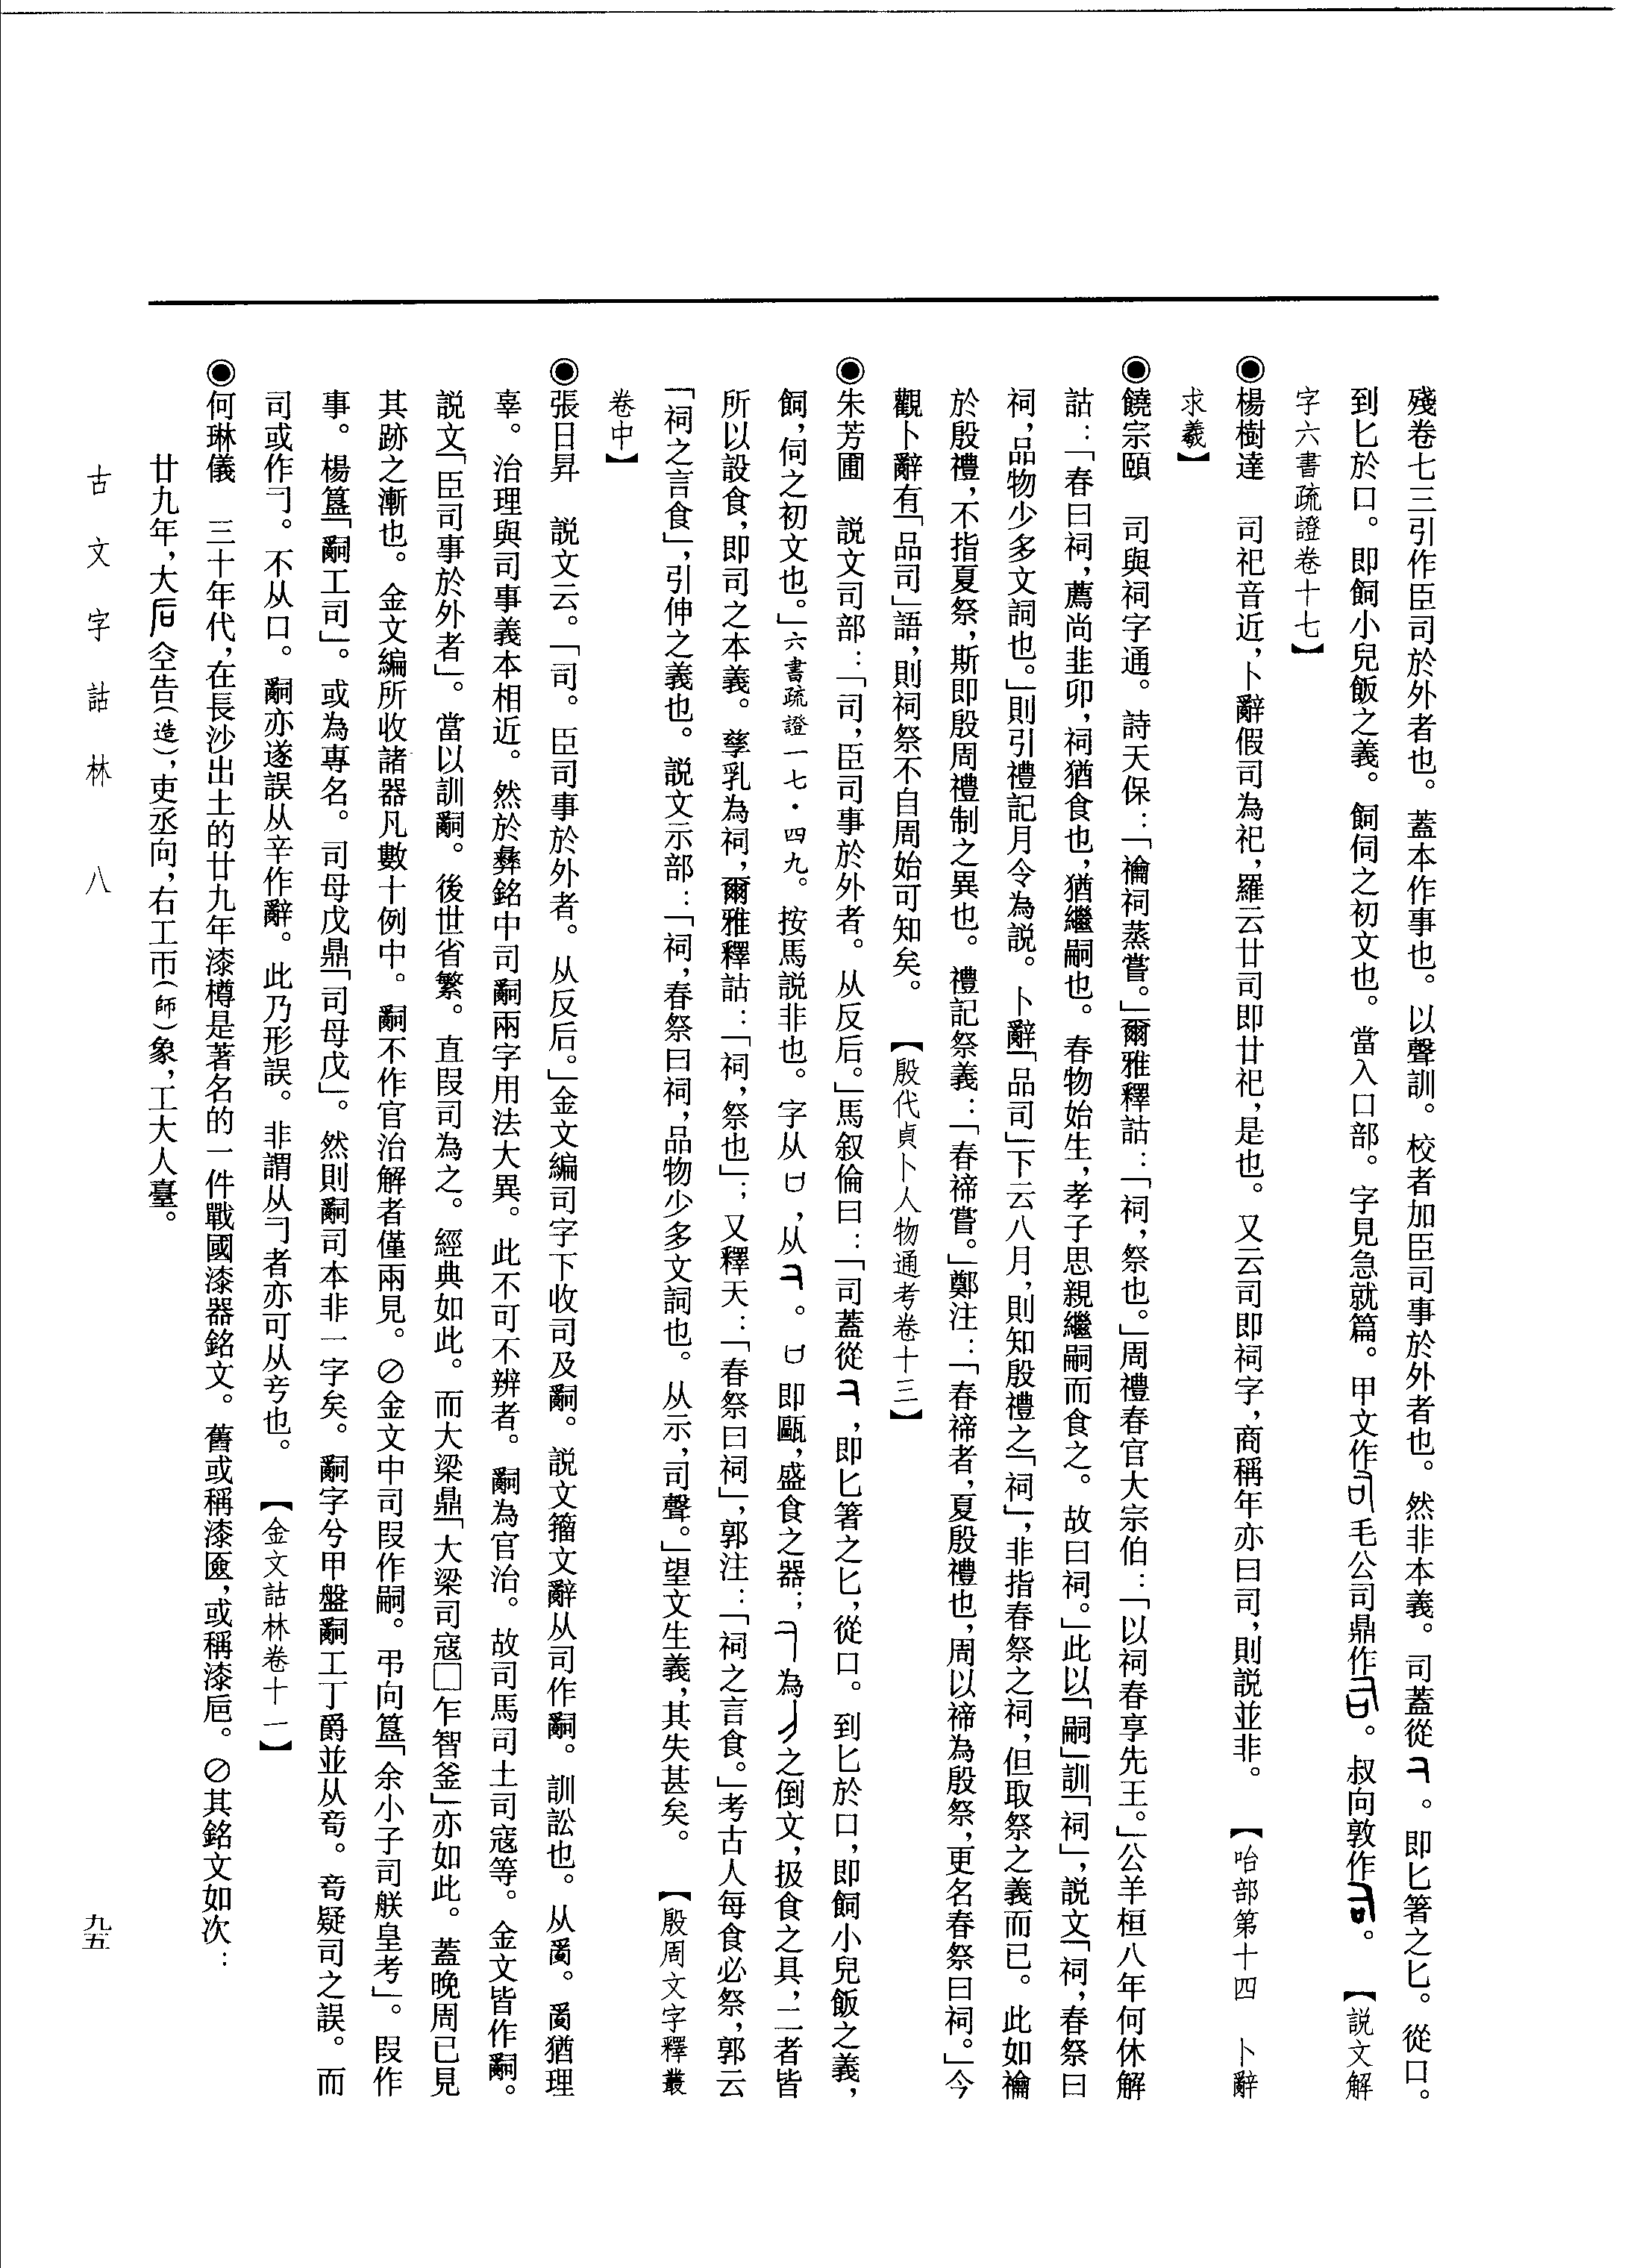 殘卷七三引作臣司於外者也。蓋本作事也。以聲訓。校者加臣司事於外者也。然非本義。司蓋從。即匕箸之匕。從口。
到匕於口。即飼小兒飯之義。飼伺之初文也。當入口部。字見急就篇。甲文作毛公司鼎作。叔向敦作。【説文解
字六書疏證卷十七】
◉楊樹達　司祀音近，卜辭假司為祀，羅云廿司即廿祀，是也。又云司即祠字，商稱年亦曰司，則説並非。【哈部第十四　卜辭
求義】
◉饒宗頤　司與祠字通。詩天保：「禴祠蒸嘗。」爾雅釋詁：「祠，祭也。」周禮春官大宗伯：「以祠春享先王。」公羊桓八年何休解
詁：「春曰祠，薦尚韭卵，祠猶食也，猶繼嗣也。春物始生，孝子思親繼嗣而食之。故曰祠。」此以「嗣」訓「祠」，説文「祠，春祭曰
祠，品物少多文詞也。」則引禮記月令為説。卜辭「品司」下云八月，則知殷禮之「祠」，非指春祭之祠，但取祭之義而已。此如禴
於殷禮，不指夏祭，斯即殷周禮制之異也。禮記祭義：「春禘嘗。」鄭注：「春禘者，夏殷禮也，周以禘為殷祭，更名春祭曰祠。」今
觀卜辭有「品司」語，則祠祭不自周始可知矣。【殷代貞卜人物通考卷十三】
◉朱芳圃　説文司部：「司，臣司事於外者。从反后。」馬叙倫曰：「司蓋從，即匕箸之匕，從口。到匕於口，即飼小兒飯之義，
飼，伺之初文也。」六書疏證一七·四九。按馬説非也。字从，从。即甌，盛食之器；為之倒文，扱食之具，二者皆
所以設食，即司之本義。孳乳為祠，爾雅釋詁：「祠，祭也」；又釋天：「春祭曰祠」，郭注：「祠之言食。」考古人每食必祭，郭云
「祠之言食」，引伸之義也。説文示部：「祠，春祭曰祠，品物少多文詞也。从示，司聲。」望文生義，其失甚矣。【殷周文字釋叢
卷中】
◉張日昇　説文云。「司。臣司事於外者。从反后。」金文編司字下收司及嗣。説文籀文辭从司作嗣。訓訟也。从𤔔。𤔔猶理
辜。治理與司事義本相近。然於彝銘中司嗣兩字用法大異。此不可不辨者。嗣為官治。故司馬司土司寇等。金文皆作嗣。
説文「臣司事於外者」。當以訓嗣。後世省繁。直叚司為之。經典如此。而大梁鼎「大梁司寇□乍智釜」亦如此。蓋晚周已見
其跡之漸也。金文編所收諸器凡數十例中。嗣不作官治解者僅兩見。⊘金文中司叚作嗣。弔向簋「余小子司朕皇考」。叚作
事。楊簋「嗣工司」。或為專名。司母戊鼎「司母戊」。然則嗣司本非一字矣。嗣字兮甲盤嗣工丁爵並从䇂。䇂疑司之誤。而
司或作𠃌。不从口。嗣亦遂誤从辛作辭。此乃形誤。非謂从𠃌者亦可从䇂也。【金文詁林卷十一】
◉何琳儀　三十年代，在長沙出土的廿九年漆樽是著名的一件戰國漆器銘文。舊或稱漆匳，或稱漆卮。⊘其銘文如次：
廿九年，大告（造），吏丞向，右工帀（師）象，工大人臺。
古文字詁林　八
九五